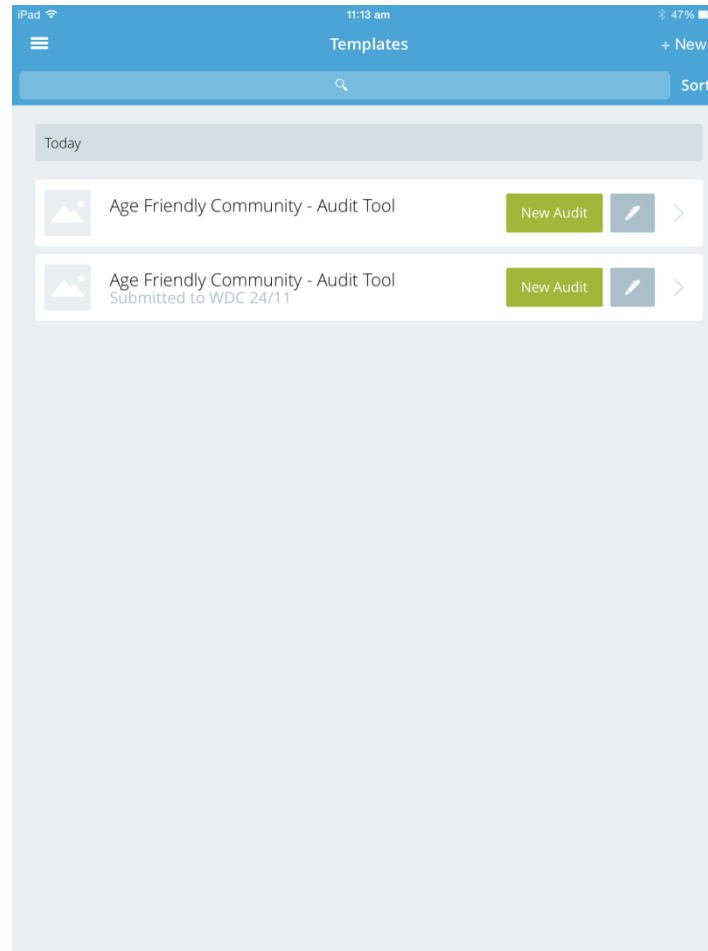 iPad 11:13 am 47%
Templates + New
Sort
Today
Age Friendly Community - Audit Tool New Audit
Age Friendly Community - Audit Tool New Audit
Submitted to WDC 24/11